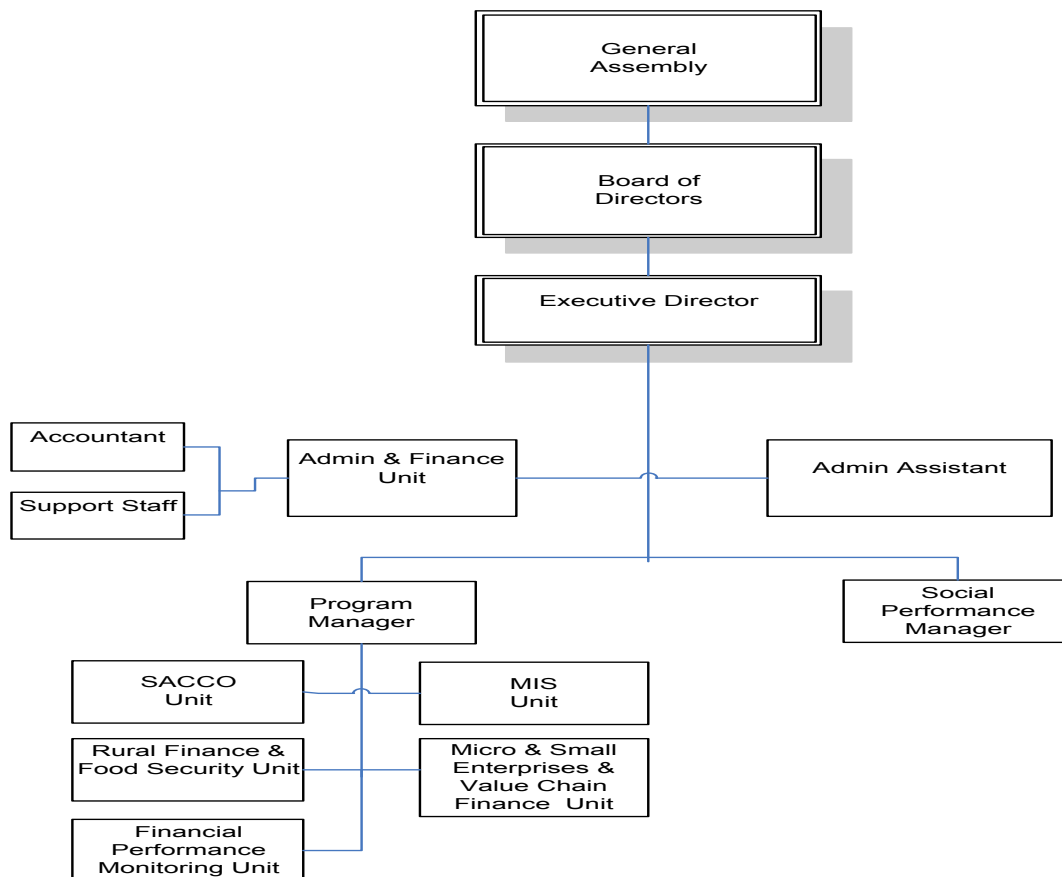 General
Assembly
Board of
Directors
Executive Director
Accountant
Support Staff
Admin & Finance
Unit
Admin Assistant
Program
Manager
Social
Performance
Manager
SACCO
Unit
MIS
Unit
Rural Finance &
Food Security Unit
Micro & Small
Enterprises &
Value Chain
Finance Unit
Financial
Performance
Monitoring Unit